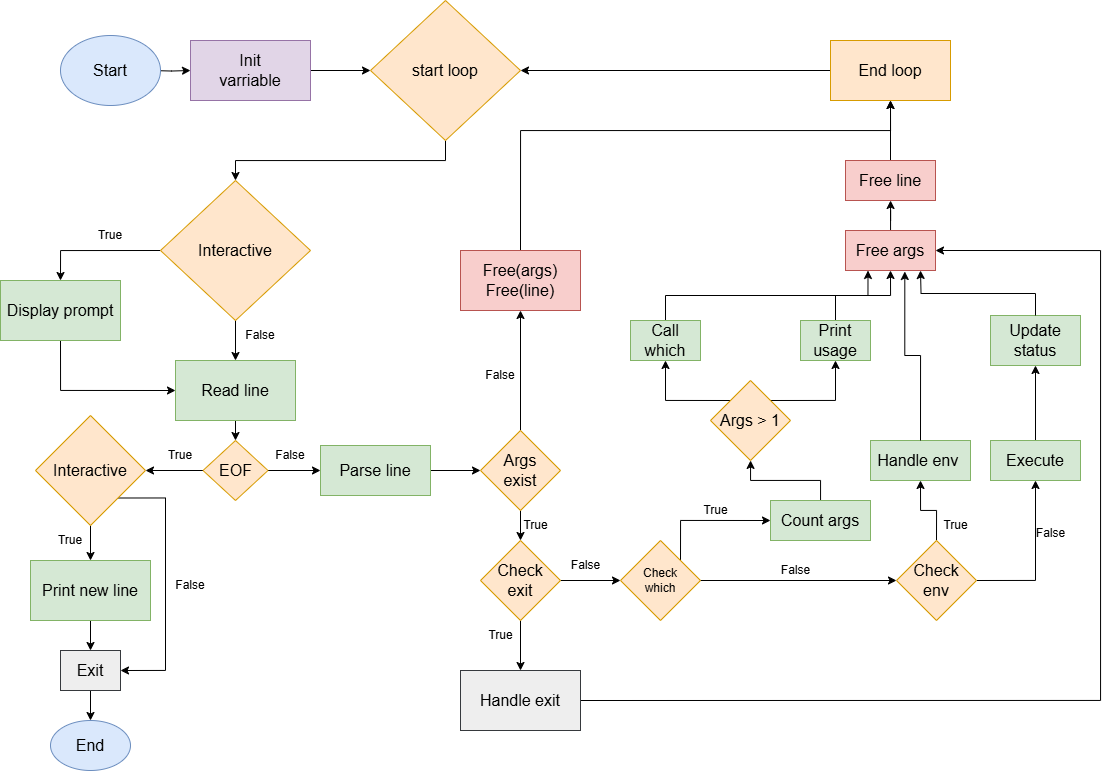 Start
Init
varriable
start loop
End loop
Free line
Interactive
True
Free args
Free(args)
Free(line)
Display prompt
False
Call
which
Print
usage
Update
status
Read line
False
Args > 1
Interactive
True
EOF
False
Parse line
Args
exist
Handle env
Execute
True
True
Count args
True
False
True
False
Check
exit
False
Check
which
False
Check
env
Print new line
False
True
Exit
Handle exit
End